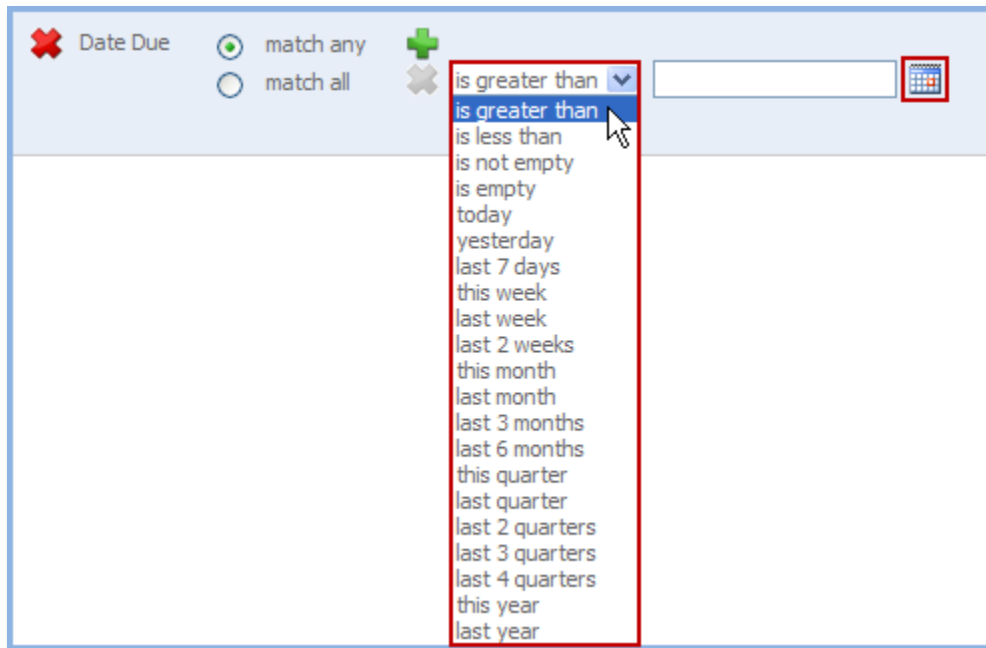 Date Due
match any
match all
is greater than
is greater than
is less than
is not empty
is empty
today
yesterday
last 7 days
this week
last week
last 2 weeks
this month
last month
last 3 months
last 6 months
this quarter
last quarter
last 2 quarters
last 3 quarters
last 4 quarters
this year
last year